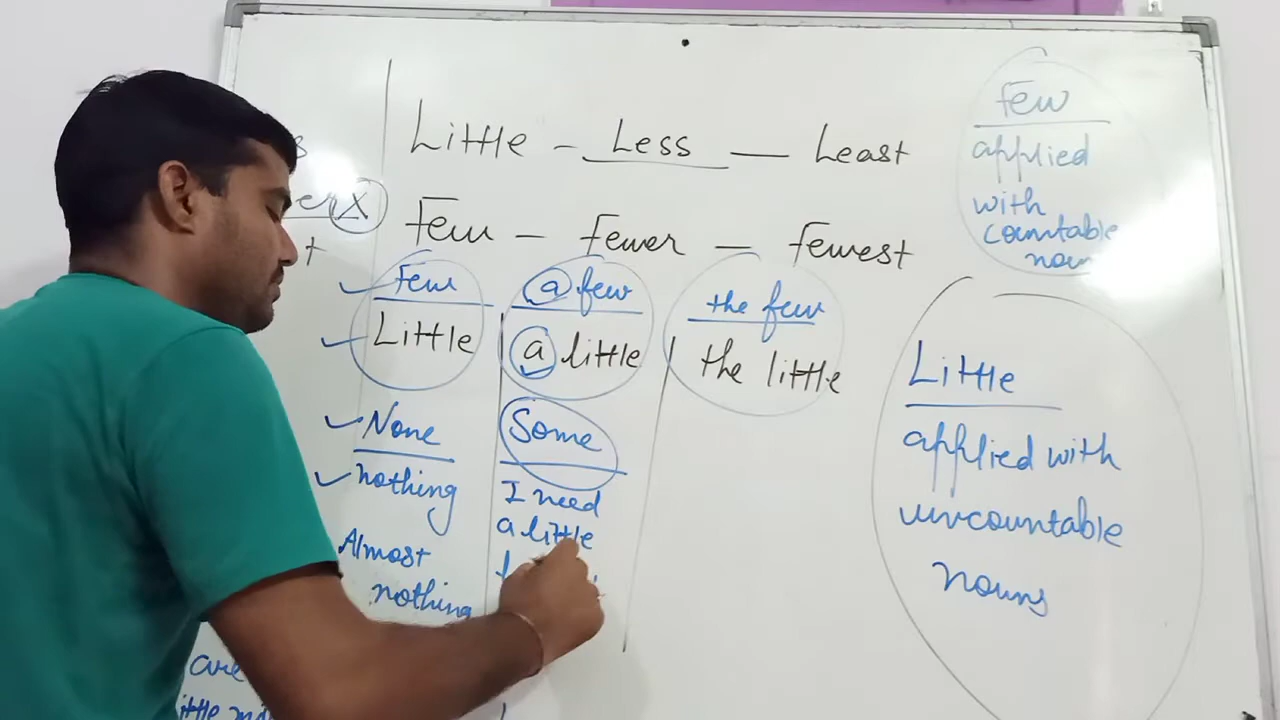 Little - Less - Least
Few - Fewer - Fewest
Few
Little
None
nothing
Almost
nothing
are
a few
a little
Some
I need
a little
the few
the little
Few
applied
with
countable
noun
Little
applied with
uncountable
nouns